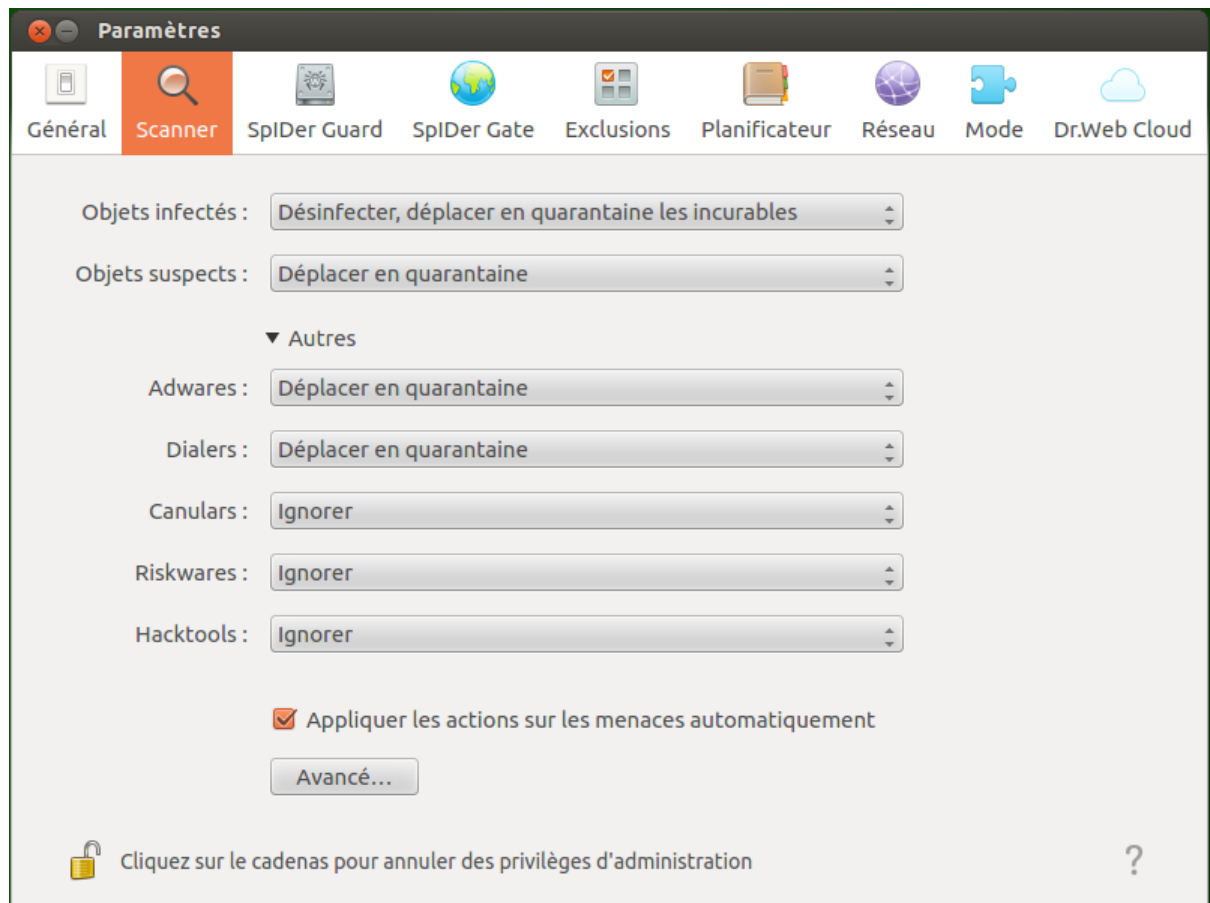 Paramètres
Général Scanner SpIDer Guard SpIDer Gate Exclusions Planificateur Réseau Mode Dr.Web Cloud
Objets infectés : Désinfecter, déplacer en quarantaine les incurables
Objets suspects : Déplacer en quarantaine
Autres
Adwares : Déplacer en quarantaine
Dialers : Déplacer en quarantaine
Canulars : Ignorer
Riskwares : Ignorer
Hacktools : Ignorer
Appliquer les actions sur les menaces automatiquement
Avancé...
Cliquez sur le cadenas pour annuler des privilèges d'administration ?